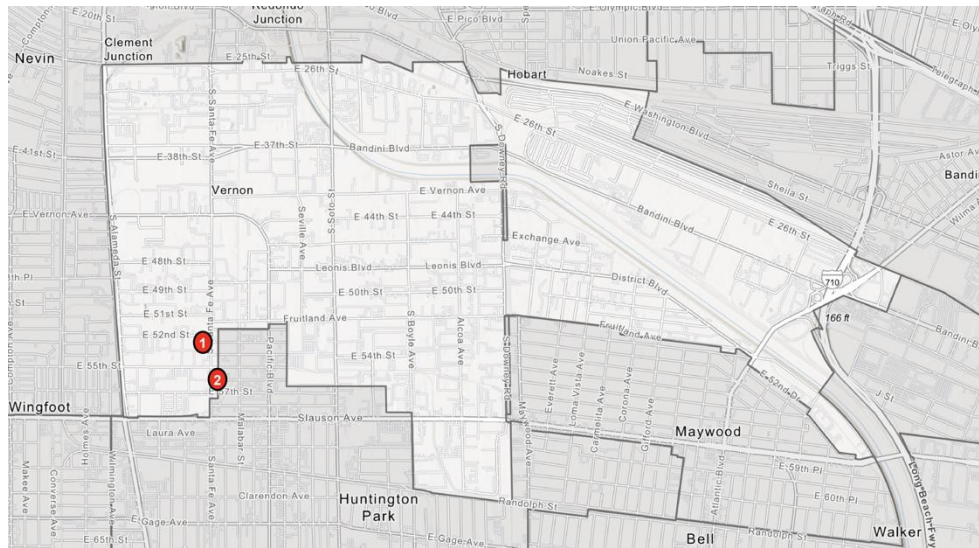 Redondo
Junction
E Pico Blvd
E Olympic Blvd
Union Pacific Ave
Nevin
Clement
Junction
E 25th St
E 26th St
Hobart
Noakes St
Triggs St
Telegraph Rd
E Washington Blvd
E 41st St
E 38th St
E 37th St
Bandini Blvd
S Santa Fe Ave
S Downey Rd
E 26th St
Sheila St
Astor Ave
Vernon
E Vernon Ave
E Vernon Ave
S Soto St
Seville Ave
E 44th St
E 44th St
Bandini Blvd
E 26th St
S Alameda St
Exchange Ave
E 48th St
Leonis Blvd
Leonis Blvd
District Blvd
E 49th St
E 50th St
E 50th St
710
E 51st St
Fruitland Ave
Fruitland Ave
166 ft
E 52nd St
1
S Boyle Ave
Alcoa Ave
S Downey Rd
E 55th St
Pacific Blvd
E 54th St
E 52nd Dr
2
J St
Wingfoot
Slauson Ave
Everett Ave
Loma Vista Ave
Carmelita Ave
Corona Ave
Gifford Ave
Maywood Ave
Maywood
Laura Ave
Malabar St
Holmes Ave
Wilmington Ave
Santa Fe Ave
E 59th Pl
Makee Ave
Converse Ave
Clarendon Ave
Huntington
Park
Randolph St
Atlantic Blvd
E 60th Pl
Long Beach Fwy
E Gage Ave
E Gage Ave
E 65th St
Bell
Randolph St
Walker